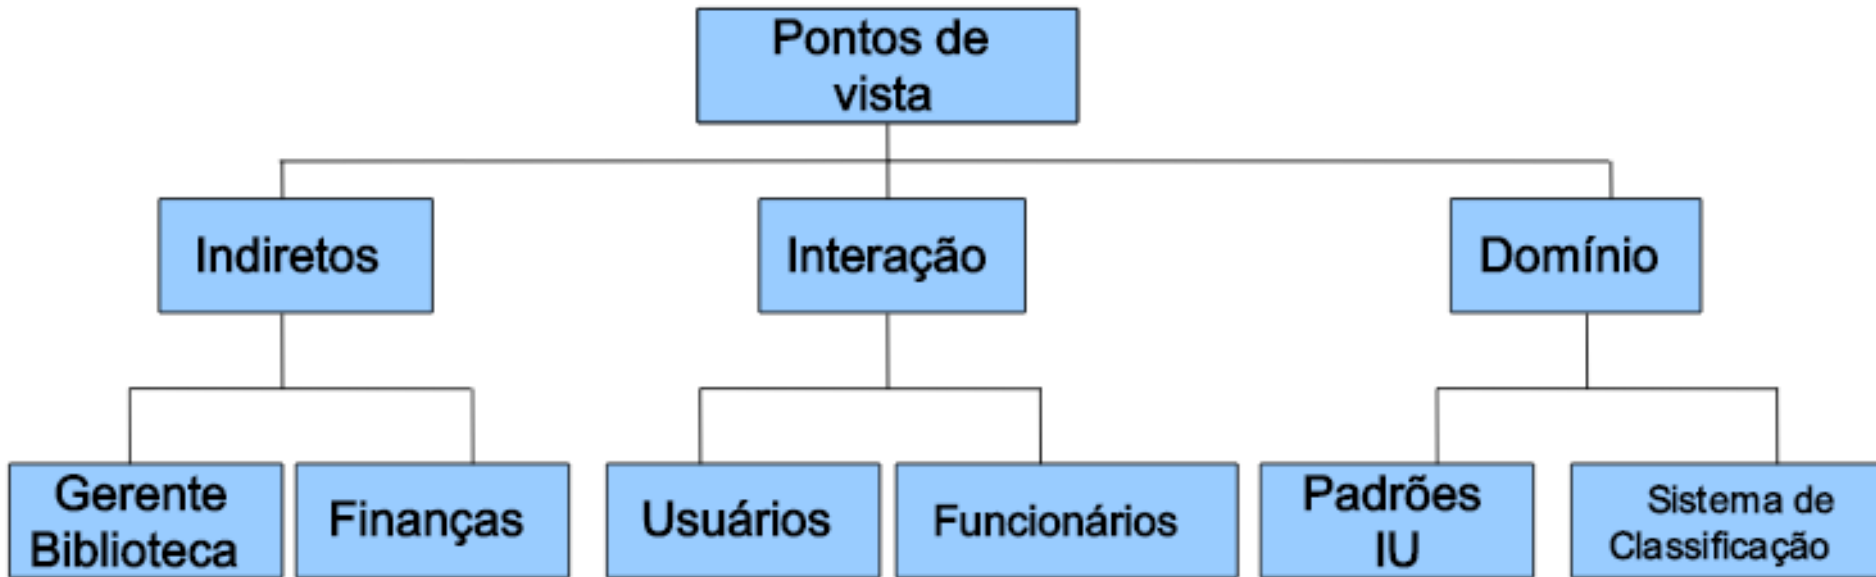 Pontos de
vista
Indiretos
Interação
Domínio
Gerente
Biblioteca
Finanças
Usuários
Funcionários
Padrões
IU
Sistema de
Classificação